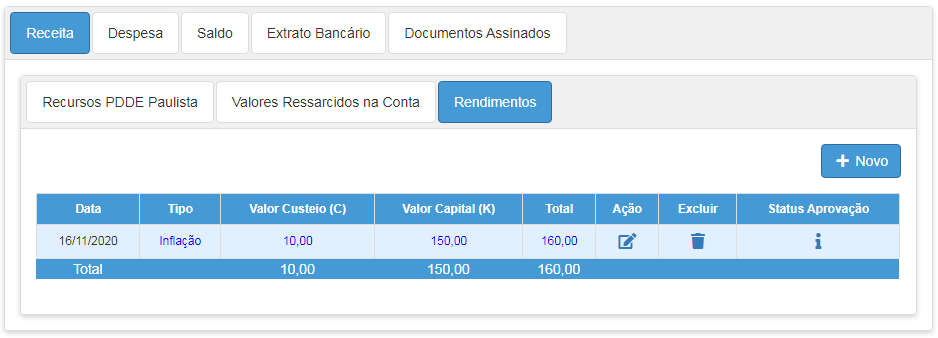 Receita Despesa Saldo Extrato Bancário Documentos Assinados
Recursos PDDE Paulista Valores Ressarcidos na Conta Rendimentos
+ Novo
Data Tipo Valor Custeio (C) Valor Capital (K) Total Ação Excluir Status Aprovação
16/11/2020 Inflação 10,00 150,00 160,00
Total 10,00 150,00 160,00